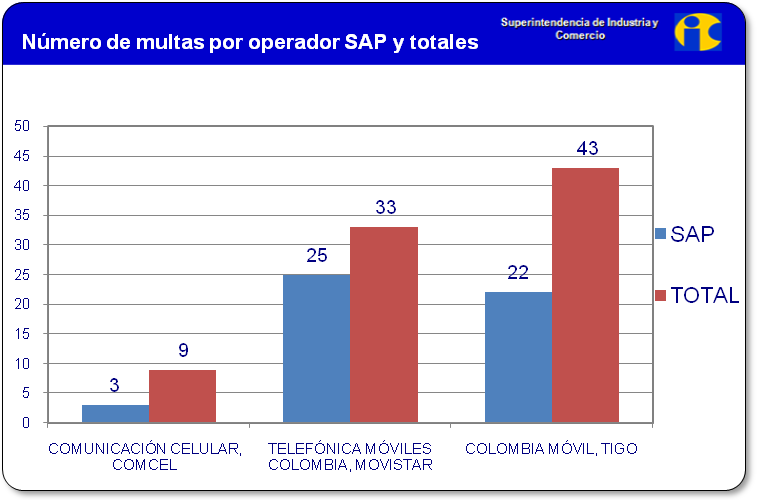 Número de multas por operador SAP y totales
Superintendencia de Industria y
Comercio
50
45
40
35
30
25
20
15
10
5
0
3
9
25
33
22
43
SAP
TOTAL
COMUNICACIÓN CELULAR,
COMCEL
TELEFÓNICA MÓVILES
COLOMBIA, MOVISTAR
COLOMBIA MÓVIL, TIGO